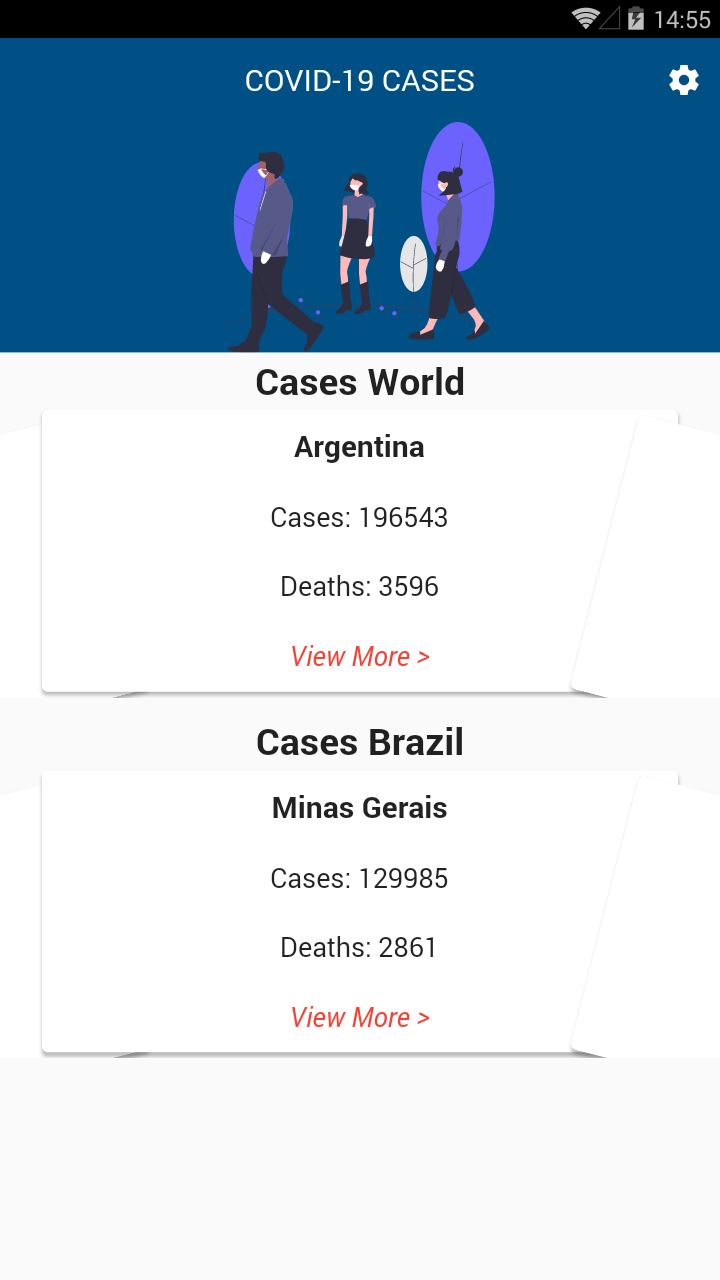 14:55
COVID-19 CASES
Cases World
Argentina
Cases: 196543
Deaths: 3596
View More >
Cases Brazil
Minas Gerais
Cases: 129985
Deaths: 2861
View More >